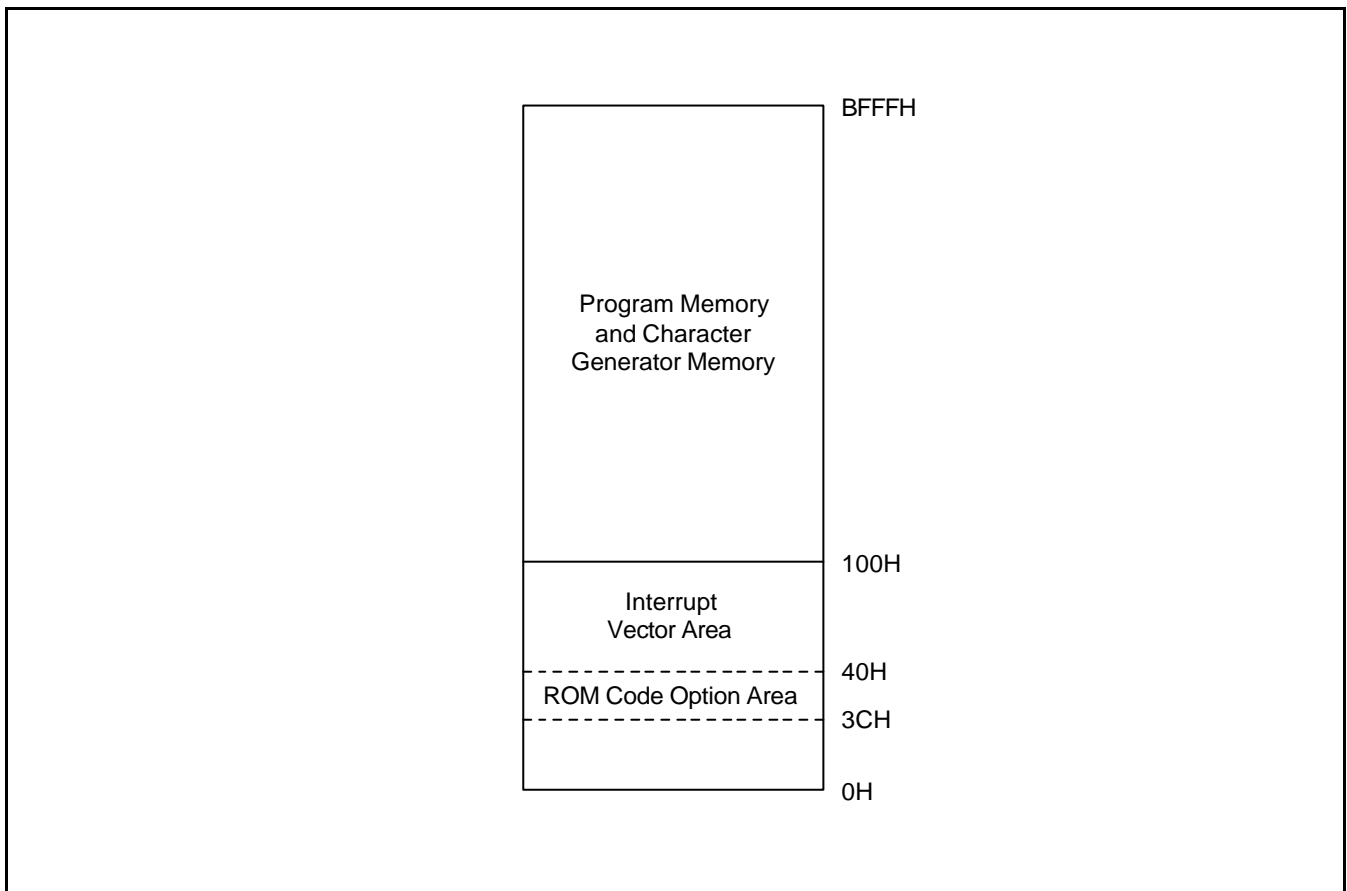 BFFFH
Program Memory
and Character
Generator Memory
100H
Interrupt
Vector Area
40H
ROM Code Option Area
3CH
0H